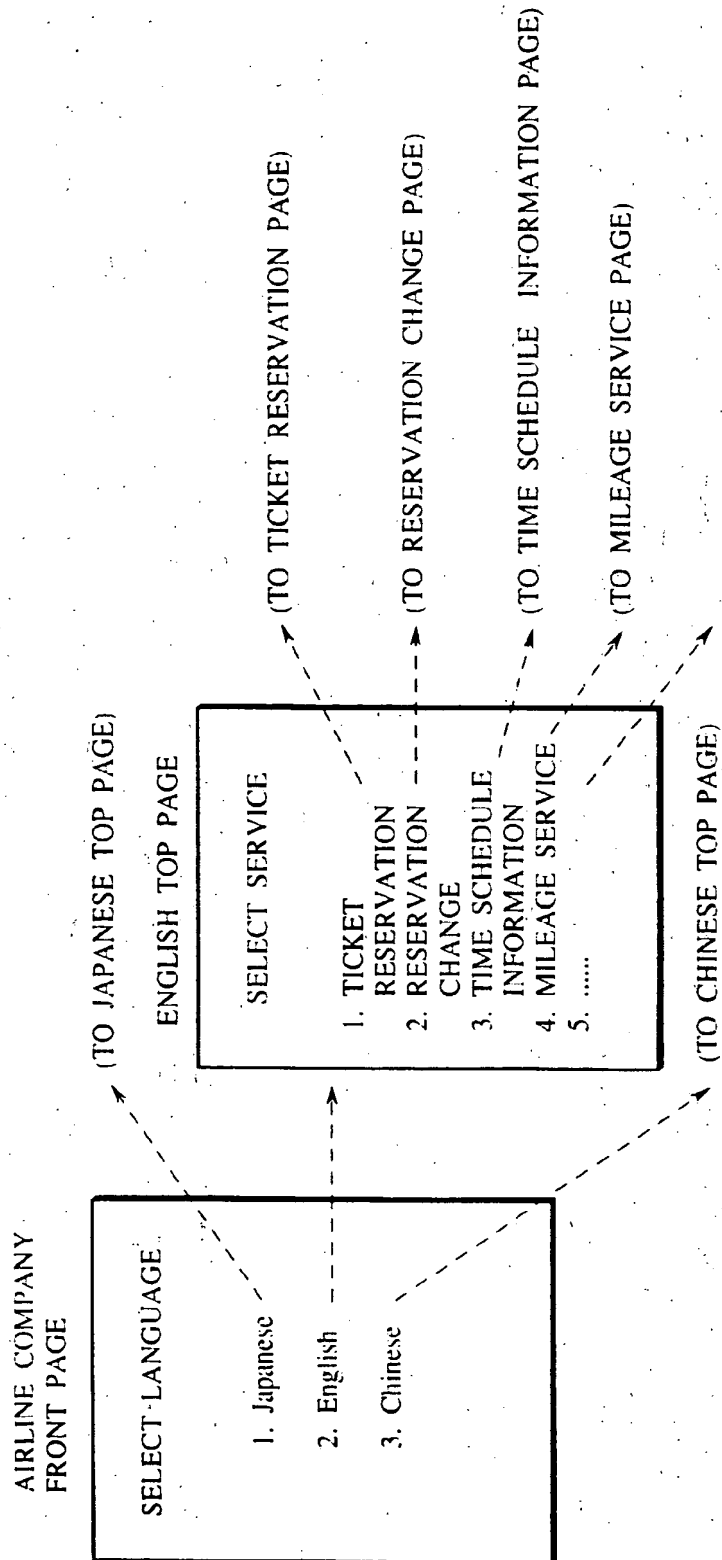 AIRLINE COMPANY
FRONT PAGE
SELECT LANGUAGE
1. Japanese
2. English
3. Chinese
(TO JAPANESE TOP PAGE)
ENGLISH TOP PAGE
SELECT SERVICE
1. TICKET
RESERVATION
2. RESERVATION
CHANGE
3. TIME SCHEDULE
INFORMATION
4. MILEAGE SERVICE
5. ......
(TO CHINESE TOP PAGE)
(TO TICKET RESERVATION PAGE)
(TO RESERVATION CHANGE PAGE)
(TO TIME SCHEDULE INFORMATION PAGE)
(TO MILEAGE SERVICE PAGE)